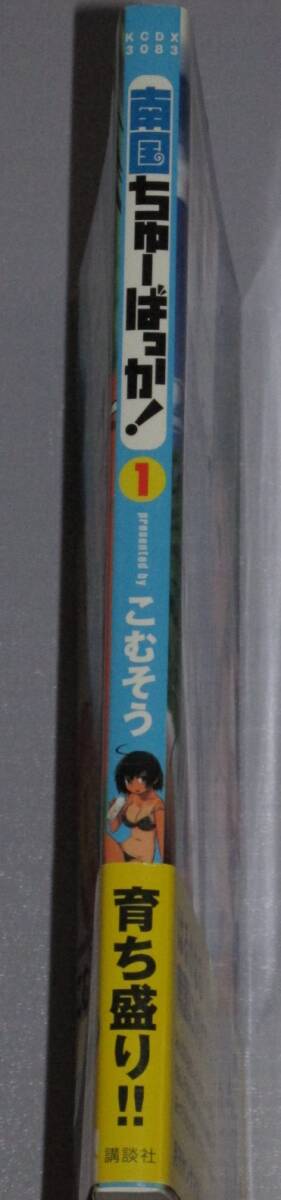 KCDX
3083
南国
ちゅーばっか!
1
presented by
こむそう
育ち盛り!!
講談社